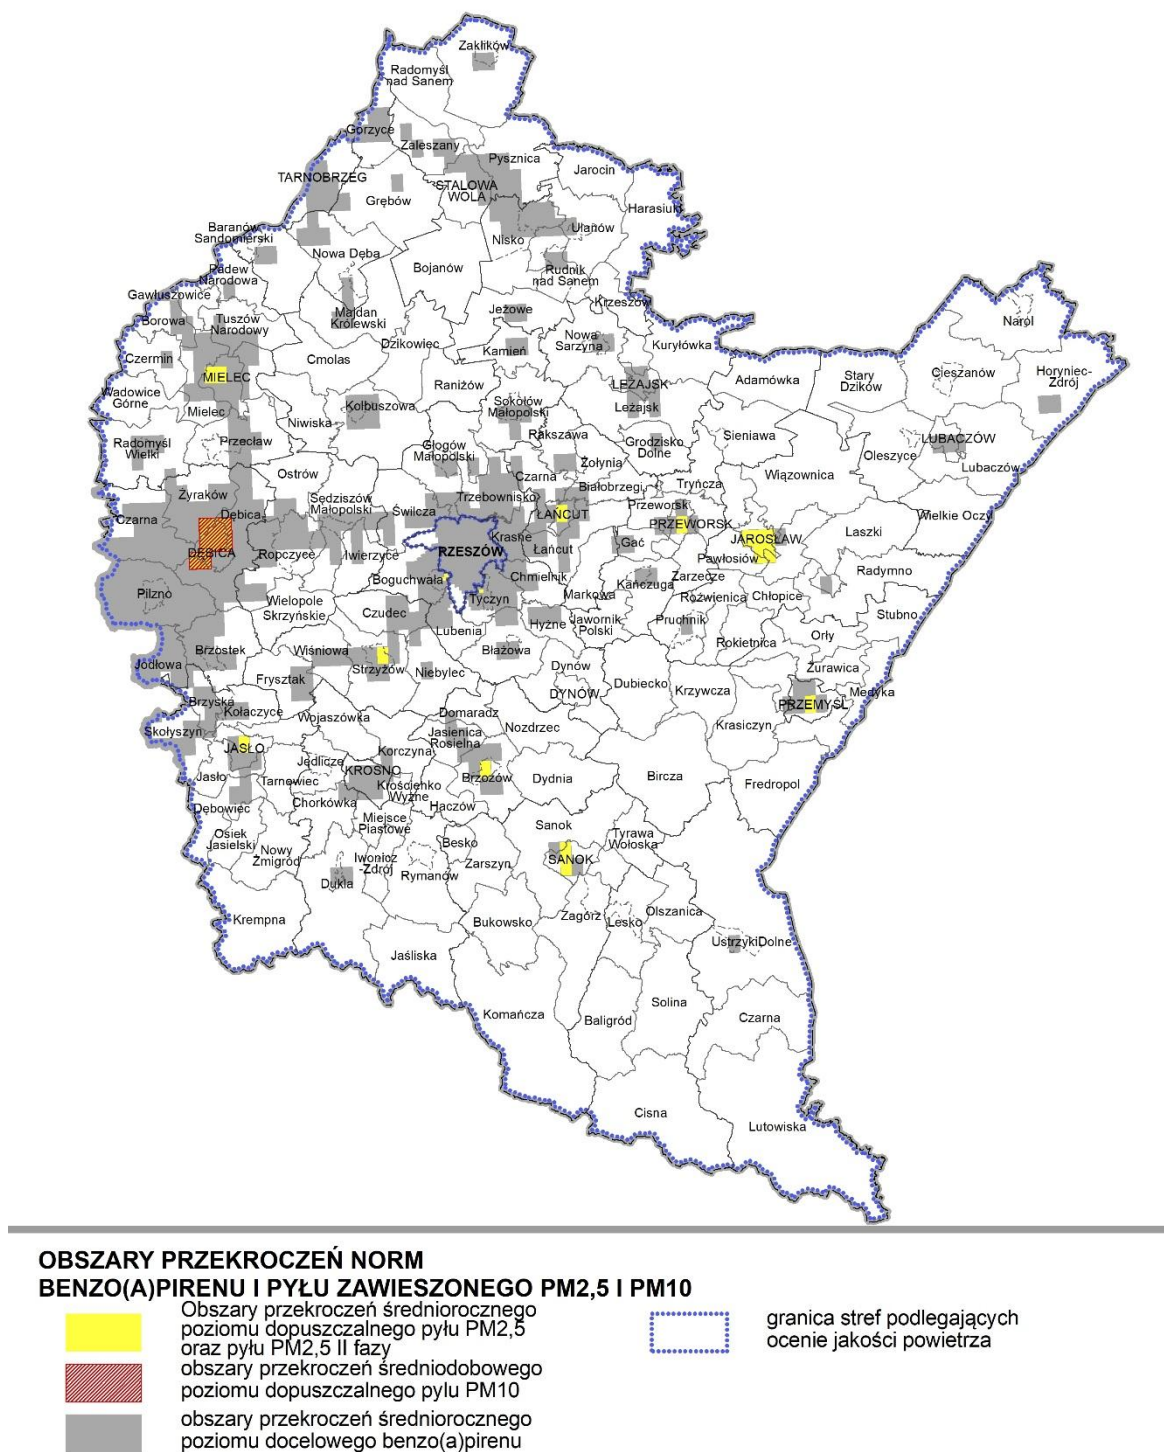 Zaklików
Radomyśl
nad Sanem
Gorzyce
Zaleszany
Pysznica
Jarocin
TARNOBRZEG
STALOWA
WOLA
Grębów
Harasiuki
Ulanów
Baranów
Sandomierski
Nisko
Nowa Dęba
Bojanów
Rudnik
nad Sanem
Padew
Narodowa
Gawłuszowice
Krzeszów
Borowa
Tuszów
Narodowy
Majdan
Królewski
Jeżowe
Nowa
Sarzyna
Narol
Dzikowiec
Kamień
Kuryłówka
Czermin
Cmolas
MIELEC
Wadowice
Górne
Raniżów
LEŻAJSK
Adamówka
Stary
Dzików
Cieszanów
Horyniec-
Zdrój
Mielec
Kolbuszowa
Sokołów
Małopolski
Leżajsk
Niwiska
Radomyśl
Wielki
Przecław
Głogów
Małopolski
Rakszawa
Grodzisko
Dolne
Sieniawa
LUBACZÓW
Oleszyce
Lubaczów
Ostrów
Czarna
Żołynia
Wiązownica
Żyraków
Sędziszów
Małopolski
Trzebownisko
Białobrzegi
Tryńcza
Czarna
Dębica
Świlcza
ŁAŃCUT
Przeworsk
PRZEWORSK
Wielkie Oczy
Krasne
JAROSŁAW
Laszki
DĘBICA
Ropczyce
Iwierzyce
RZESZÓW
Łańcut
Gać
Pawłosiów
Boguchwała
Chmielnik
Kańczuga
Zarzecze
Radymno
Pilzno
Wielopole
Skrzyńskie
Tyczyn
Markowa
Roźwienica
Chłopice
Czudec
Hyżne
Jawornik
Polski
Pruchnik
Stubno
Lubenia
Orły
Brzostek
Wiśniowa
Błażowa
Rokietnica
Jodłowa
Strzyżów
Niebylec
Dynów
Żurawica
Frysztak
Dubiecko
Krzywcza
Medyka
Brzyska
DYNÓW
PRZEMYŚL
Kołaczyce
Wojaszówka
Domaradz
Nozdrzec
Krasiczyn
Skołyszyn
Jasienica
Rosielna
JASŁO
Korczyna
Jedlicze
KROSNO
Jasło
Tarnowiec
Krościenko
Wyżne
Brzozów
Dydnia
Bircza
Fredropol
Dębowiec
Chorkówka
Haczów
Miejsce
Piastowe
Sanok
Osiek
Jasielski
Nowy
Żmigród
Besko
Tyrawa
Wołoska
Iwonicz
-Zdrój
Zarszyn
SANOK
Dukla
Rymanów
Krempna
Bukowsko
Zagórz
Lesko
Olszanica
UstrzykiDolne
Jaśliska
Solina
Komańcza
Baligród
Czarna
Cisna
Lutowiska
OBSZARY PRZEKROCZEŃ NORM
BENZO(A)PIRENU I PYŁU ZAWIESZONEGO PM2,5 I PM10
Obszary przekroczeń średniorocznego
poziomu dopuszczalnego pyłu PM2,5
oraz pyłu PM2,5 II fazy
obszary przekroczeń średniodobowego
poziomu dopuszczalnego pylu PM10
obszary przekroczeń średniorocznego
poziomu docelowego benzo(a)pirenu
granica stref podlegających
ocenie jakości powietrza